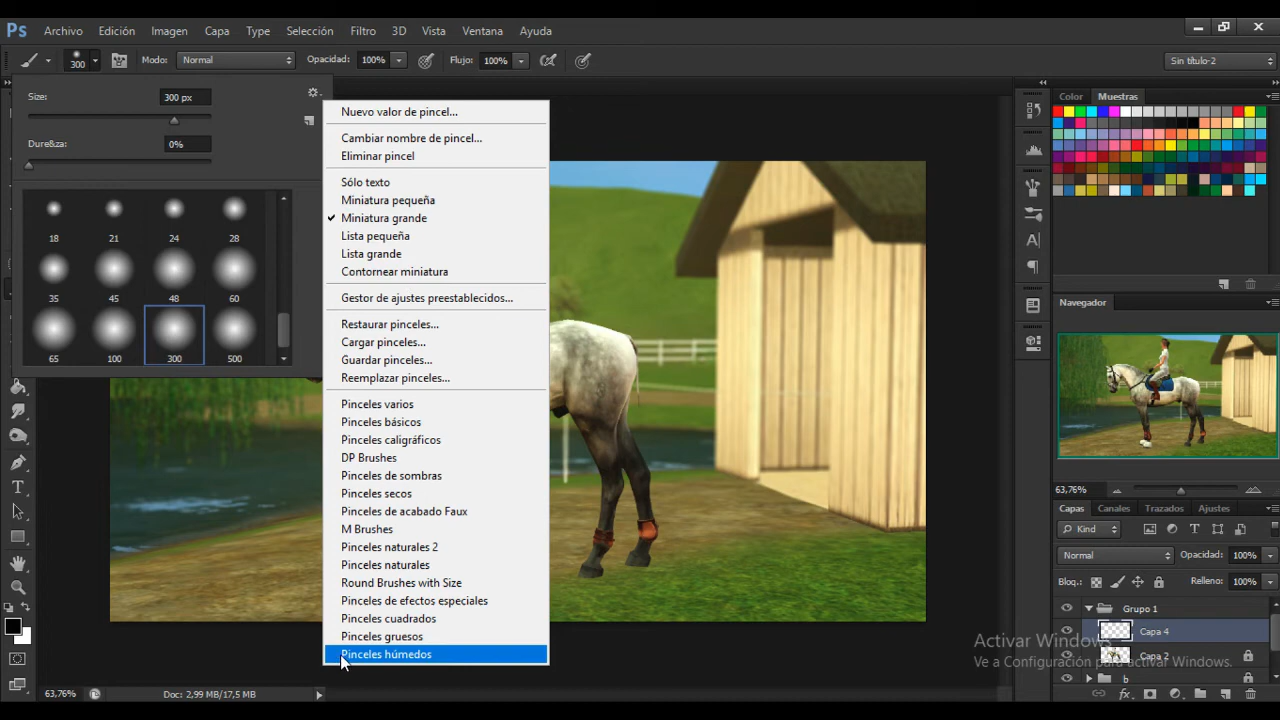 Ps Archivo Edición Imagen Capa Type Selección Filtro 3D Vista Ventana Ayuda
300 Modo: Normal Opacidad: 100% Flujo: 100% Sin título-2
Size: 300 px
Dure&za: 0%
18 21 24 28
35 45 48 60
65 100 300 500
Nuevo valor de pincel...
Cambiar nombre de pincel...
Eliminar pincel
Sólo texto
Miniatura pequeña
Miniatura grande
Lista pequeña
Lista grande
Contornear miniatura
Gestor de ajustes preestablecidos...
Restaurar pinceles...
Cargar pinceles...
Guardar pinceles...
Reemplazar pinceles...
Pinceles varios
Pinceles básicos
Pinceles caligráficos
DP Brushes
Pinceles de sombras
Pinceles secos
Pinceles de acabado Faux
M Brushes
Pinceles naturales 2
Pinceles naturales
Round Brushes with Size
Pinceles de efectos especiales
Pinceles cuadrados
Pinceles gruesos
Pinceles húmedos
Color Muestras
Navegador
63,76%
Capas Canales Trazados Ajustes
Kind
Normal Opacidad: 100%
Bloq.: Relleno: 100%
Grupo 1
Capa 4
Capa 2
b
Activar Windows
Ve a Configuración para activar Windows.
63,76% Doc: 2,99 MB/17,5 MB